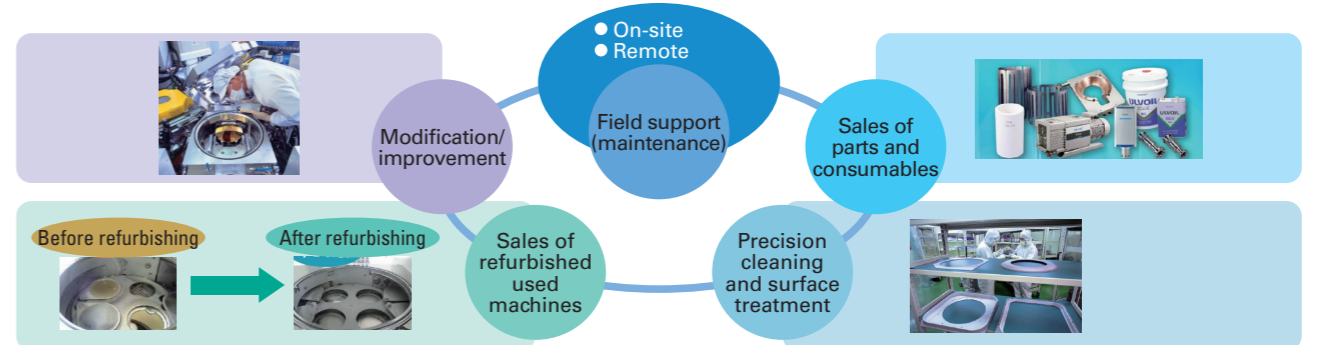 ● On-site
● Remote
Field support
(maintenance)
Modification/
improvement
Sales of
parts and
consumables
ULVOIL
ULVOIL
Before refurbishing
After refurbishing
Sales of
refurbished
used
machines
Precision
cleaning
and surface
treatment